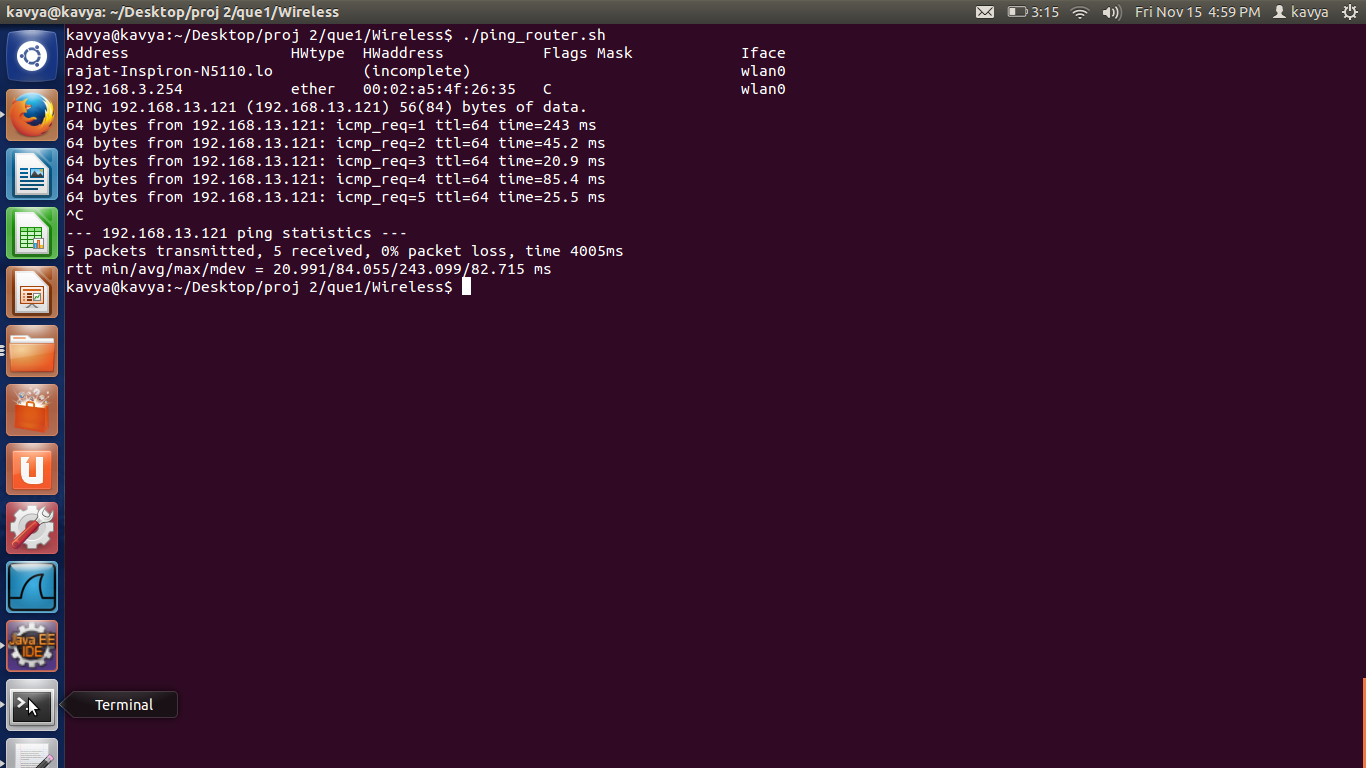 kavya@kavya: ~/Desktop/proj 2/que1/Wireless 3:15 Fri Nov 15 4:59 PM kavya
kavya@kavya:~/Desktop/proj 2/que1/Wireless$ ./ping_router.sh
Address HWtype HWaddress Flags Mask Iface
rajat-Inspiron-N5110.lo (incomplete) wlan0
192.168.3.254 ether 00:02:a5:4f:26:35 C wlan0
PING 192.168.13.121 (192.168.13.121) 56(84) bytes of data.
64 bytes from 192.168.13.121: icmp_req=1 ttl=64 time=243 ms
64 bytes from 192.168.13.121: icmp_req=2 ttl=64 time=45.2 ms
64 bytes from 192.168.13.121: icmp_req=3 ttl=64 time=20.9 ms
64 bytes from 192.168.13.121: icmp_req=4 ttl=64 time=85.4 ms
64 bytes from 192.168.13.121: icmp_req=5 ttl=64 time=25.5 ms
^C
--- 192.168.13.121 ping statistics ---
5 packets transmitted, 5 received, 0% packet loss, time 4005ms
rtt min/avg/max/mdev = 20.991/84.055/243.099/82.715 ms
kavya@kavya:~/Desktop/proj 2/que1/Wireless$
Java EE
IDE
Terminal